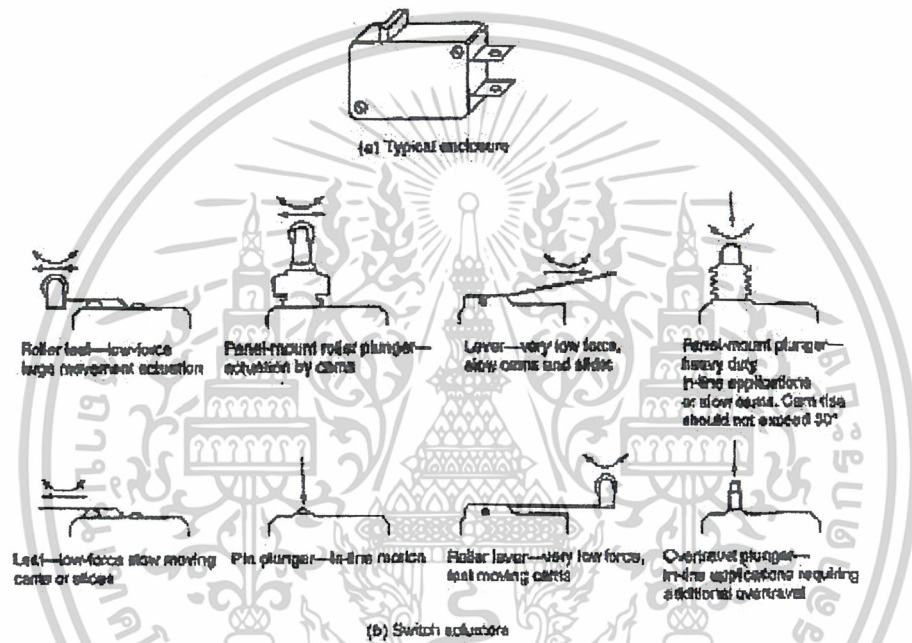 (a) Typical enclosure
Roller leaf—low-force
large movement actuation
Panel-mount roller plunger—
actuation by cams
Lever—very low force,
slow cams and slides
Panel-mount plunger—
heavy duty
in-line applications
or slow cams. Cam rise
should not exceed 30°
Leaf—low-force slow moving
cams or slides
Pin plunger—in-line motion
Roller lever—very low force,
fast moving cams
Overtravel plunger—
in-line applications requiring
additional overtravel
(b) Switch actuators